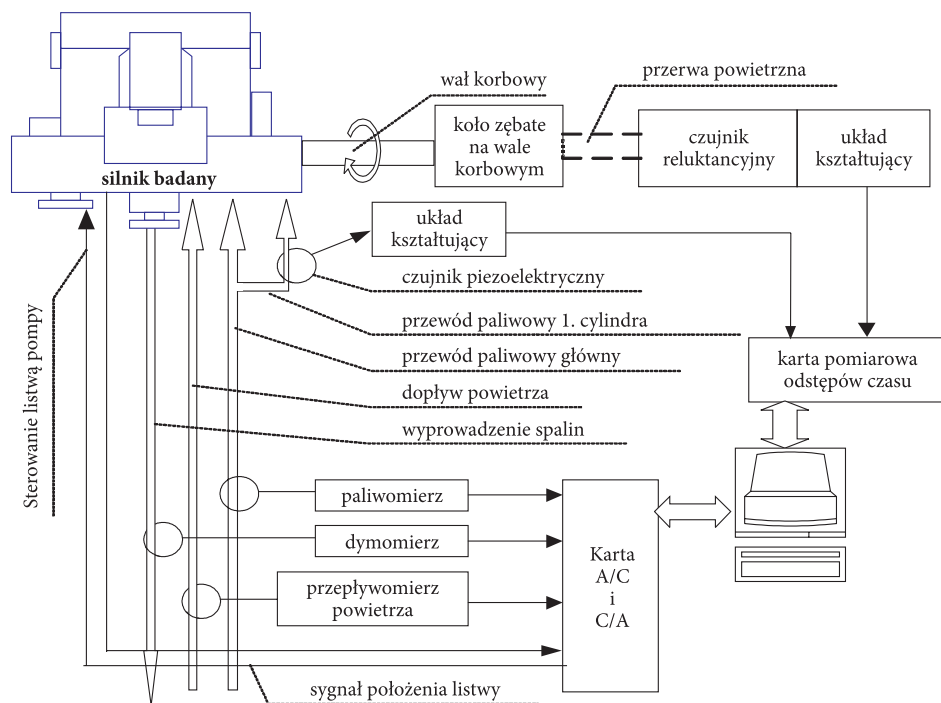 wał korbowy
przerwa powietrzna
koło zębate
na wale
korbowym
czujnik
reluktancyjny
układ
kształtujący
silnik badany
układ
kształtujący
czujnik piezoelektryczny
przewód paliwowy 1. cylindra
przewód paliwowy główny
dopływ powietrza
wyprowadzenie spalin
karta pomiarowa
odstępów czasu
Sterowanie listwą pompy
paliwomierz
dymomierz
przepływomierz
powietrza
Karta
A/C
i
C/A
sygnał położenia listwy